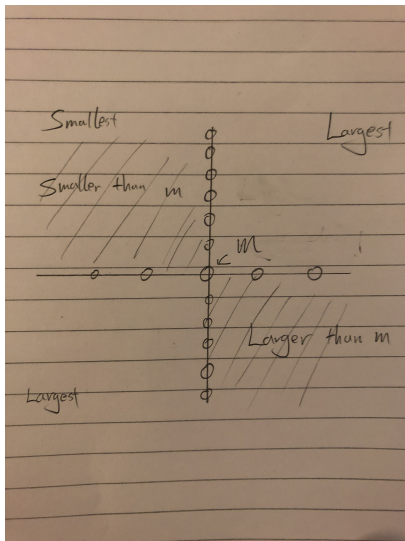 Smallest
Largest
Smaller than m
m
Larger than m
Largest